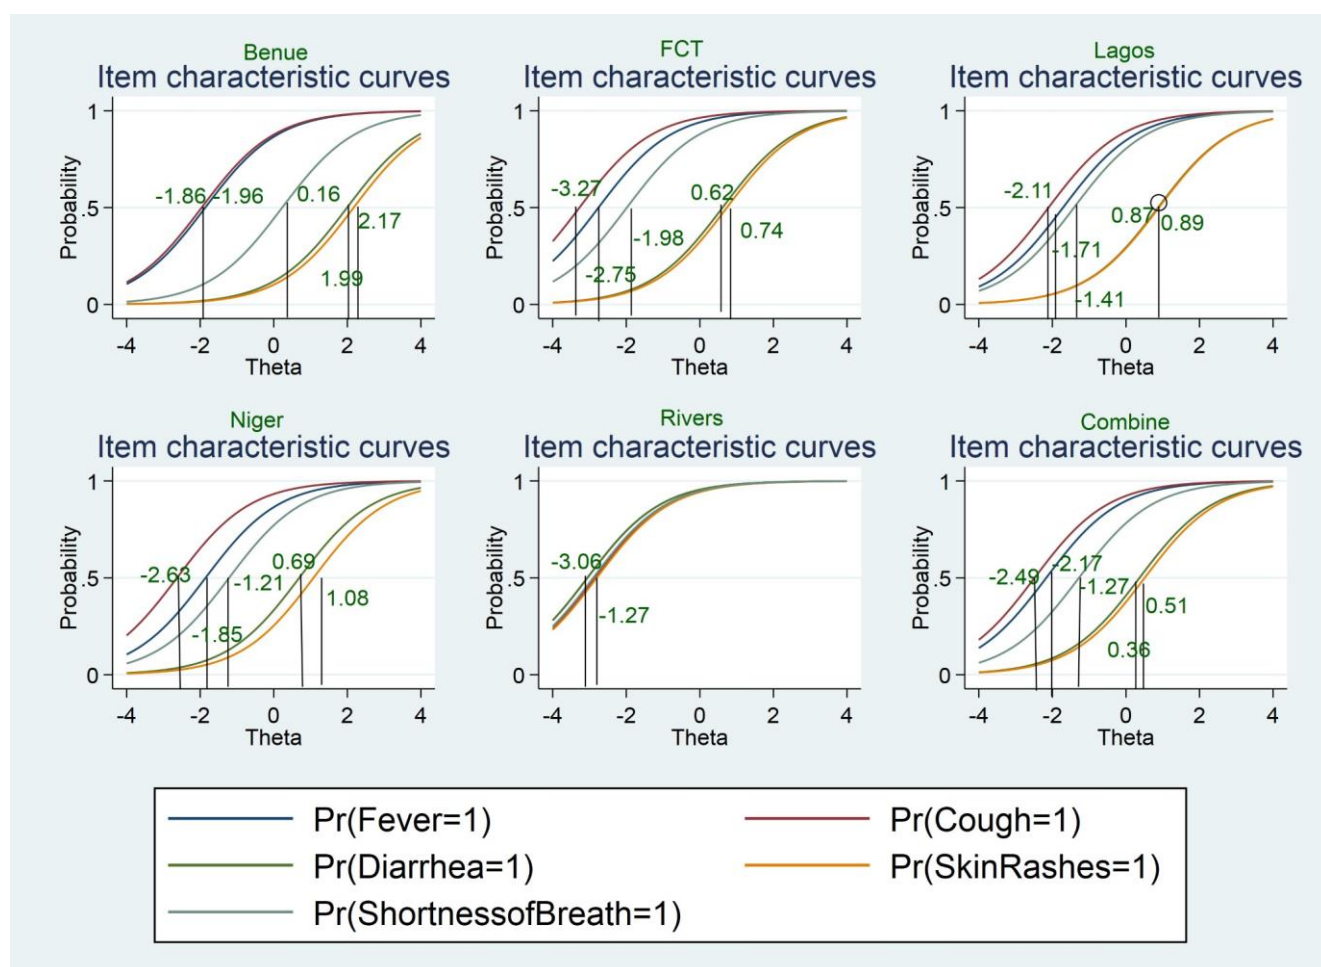 Benue
Item characteristic curves
Probability
1
.5
0
-1.86 -1.96 0.16
2.17
1.99
-4 -2 0 2 4
Theta
FCT
Item characteristic curves
Probability
1
.5
0
-3.27 0.62
-1.98 0.74
-2.75
-4 -2 0 2 4
Theta
Lagos
Item characteristic curves
Probability
1
.5
0
-2.11
0.87 0.89
-1.71
-1.41
-4 -2 0 2 4
Theta
Niger
Item characteristic curves
Probability
1
.5
0
-2.63 -1.21 0.69
1.08
-1.85
-4 -2 0 2 4
Theta
Rivers
Item characteristic curves
Probability
1
.5
0
-3.06
-1.27
-4 -2 0 2 4
Theta
Combine
Item characteristic curves
Probability
1
.5
0
-2.49 -2.17
-1.27
0.51
0.36
-4 -2 0 2 4
Theta
Pr(Fever=1) Pr(Cough=1)
Pr(Diarrhea=1) Pr(SkinRashes=1)
Pr(ShortnessofBreath=1)